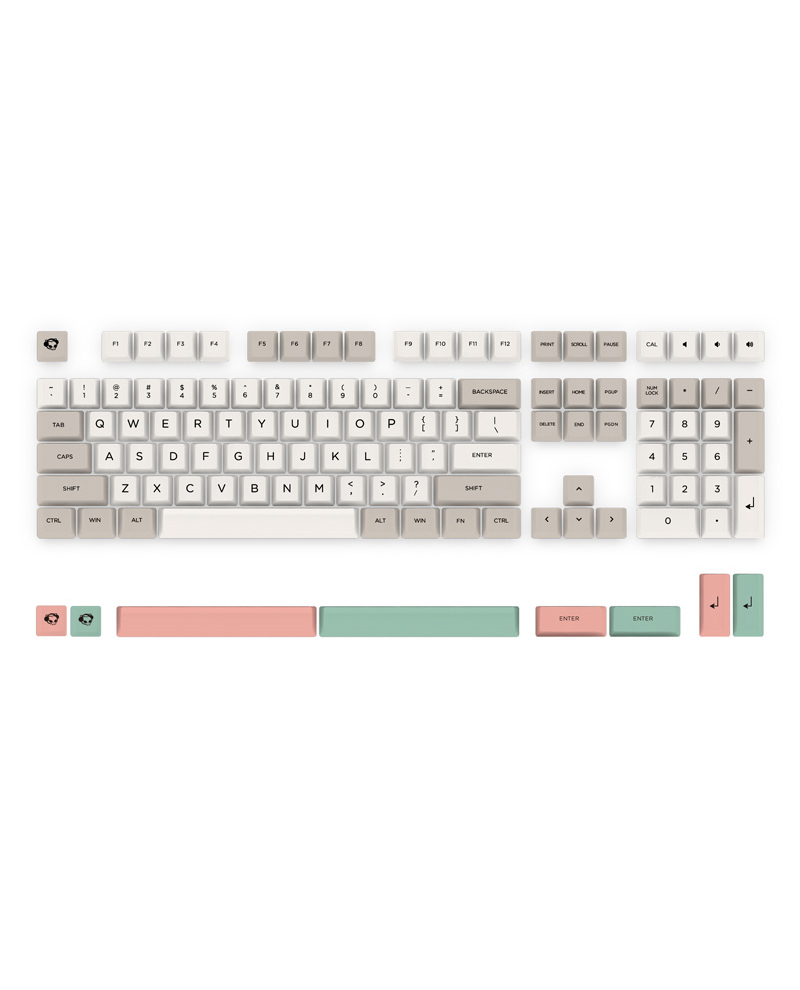 F1 F2 F3 F4 F5 F6 F7 F8 F9 F10 F11 F12 PRINT SCROLL PAUSE CAL
~ ! @ # $ % ^ & * ( ) _ +
· 1 2 3 4 5 6 7 8 9 0 - = BACKSPACE INSERT HOME PGUP NUM LOCK * / −
TAB Q W E R T Y U I O P { [ } ] | \ DELETE END PGDN 7 8 9 +
CAPS A S D F G H J K L : ; " ' ENTER 4 5 6
SHIFT Z X C V B N M < , > . ? / SHIFT 1 2 3
CTRL WIN ALT ALT WIN FN CTRL 0 .
ENTER ENTER